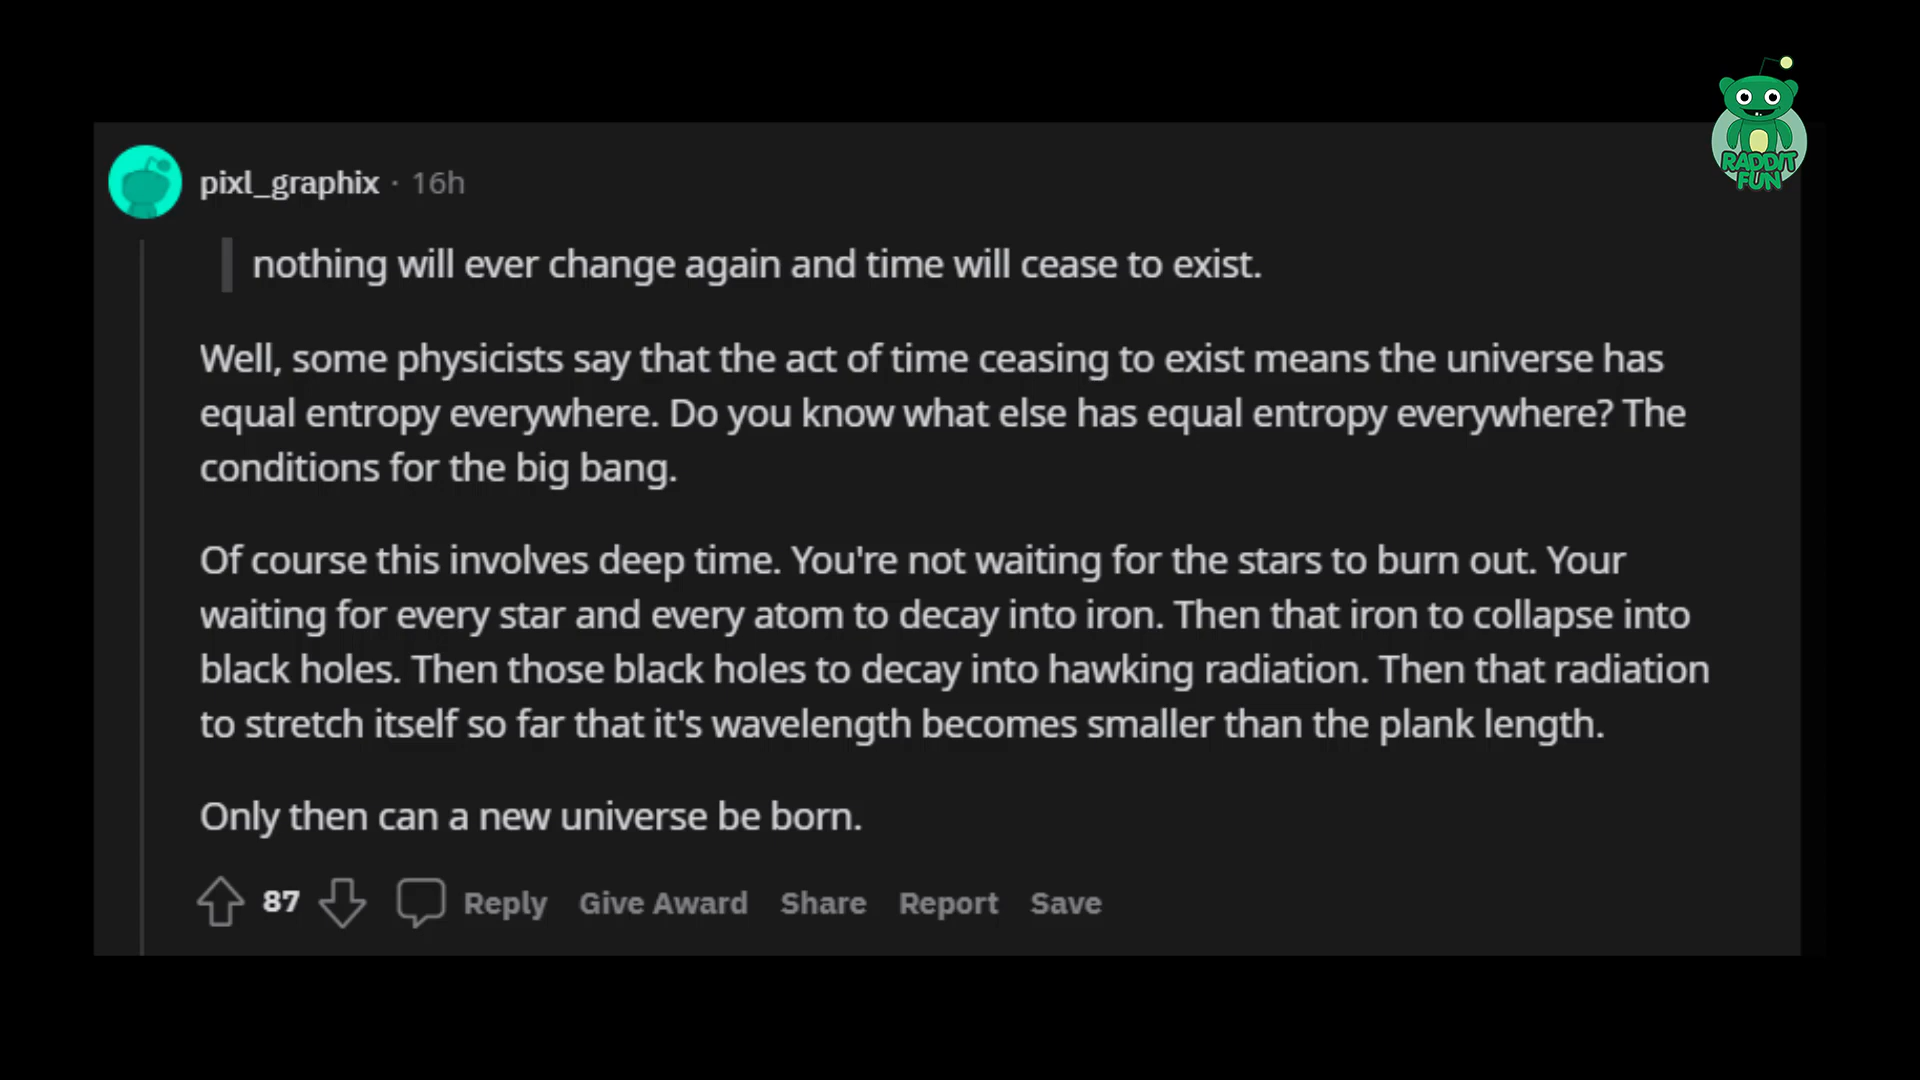 RADDIT
FUN
pixl_graphix · 16h
nothing will ever change again and time will cease to exist.
Well, some physicists say that the act of time ceasing to exist means the universe has
equal entropy everywhere. Do you know what else has equal entropy everywhere? The
conditions for the big bang.
Of course this involves deep time. You're not waiting for the stars to burn out. Your
waiting for every star and every atom to decay into iron. Then that iron to collapse into
black holes. Then those black holes to decay into hawking radiation. Then that radiation
to stretch itself so far that it's wavelength becomes smaller than the plank length.
Only then can a new universe be born.
87 Reply Give Award Share Report Save